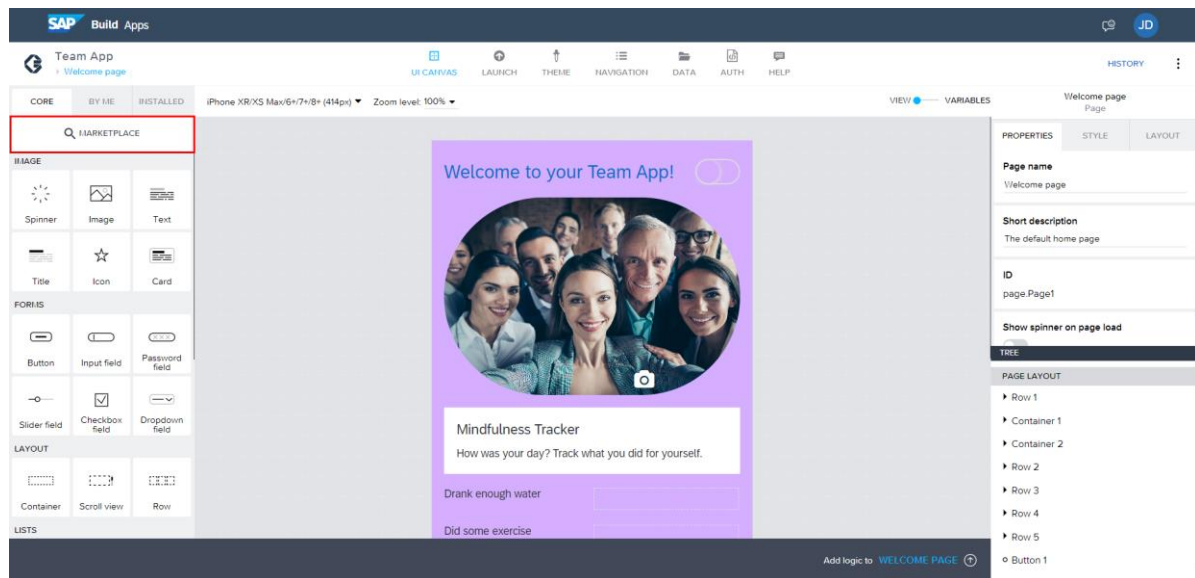 SAP Build Apps
JD
Team App
Welcome page
UI CANVAS LAUNCH THEME NAVIGATION DATA AUTH HELP
HISTORY
CORE BY ME INSTALLED
iPhone XR/XS Max/6+/7+/8+ (414px) Zoom level: 100%
VIEW VARIABLES
Welcome page
Page
MARKETPLACE
PROPERTIES STYLE LAYOUT
IMAGE
Spinner Image Text
Title Icon Card
FORMS
Button Input field Password field
Slider field Checkbox field Dropdown field
LAYOUT
Container Scroll view Row
LISTS
Welcome to your Team App!
Mindfulness Tracker
How was your day? Track what you did for yourself.
Drank enough water
Did some exercise
Add logic to WELCOME PAGE
Page name
Welcome page
Short description
The default home page
ID
page.Page1
Show spinner on page load
TREE
PAGE LAYOUT
Row 1
Container 1
Container 2
Row 2
Row 3
Row 4
Row 5
Button 1